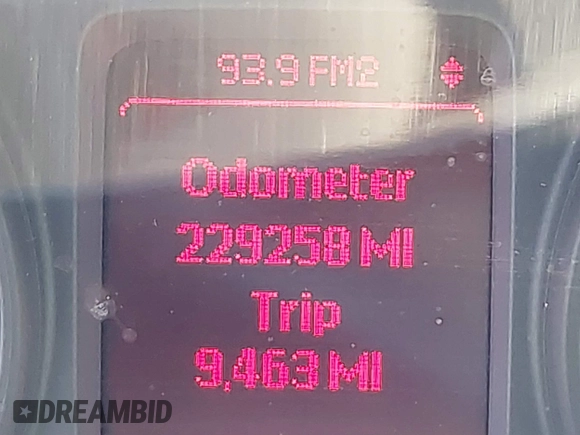 93.9 FM2
Odometer
229258 MI
Trip
9,463 MI
DREAMBID